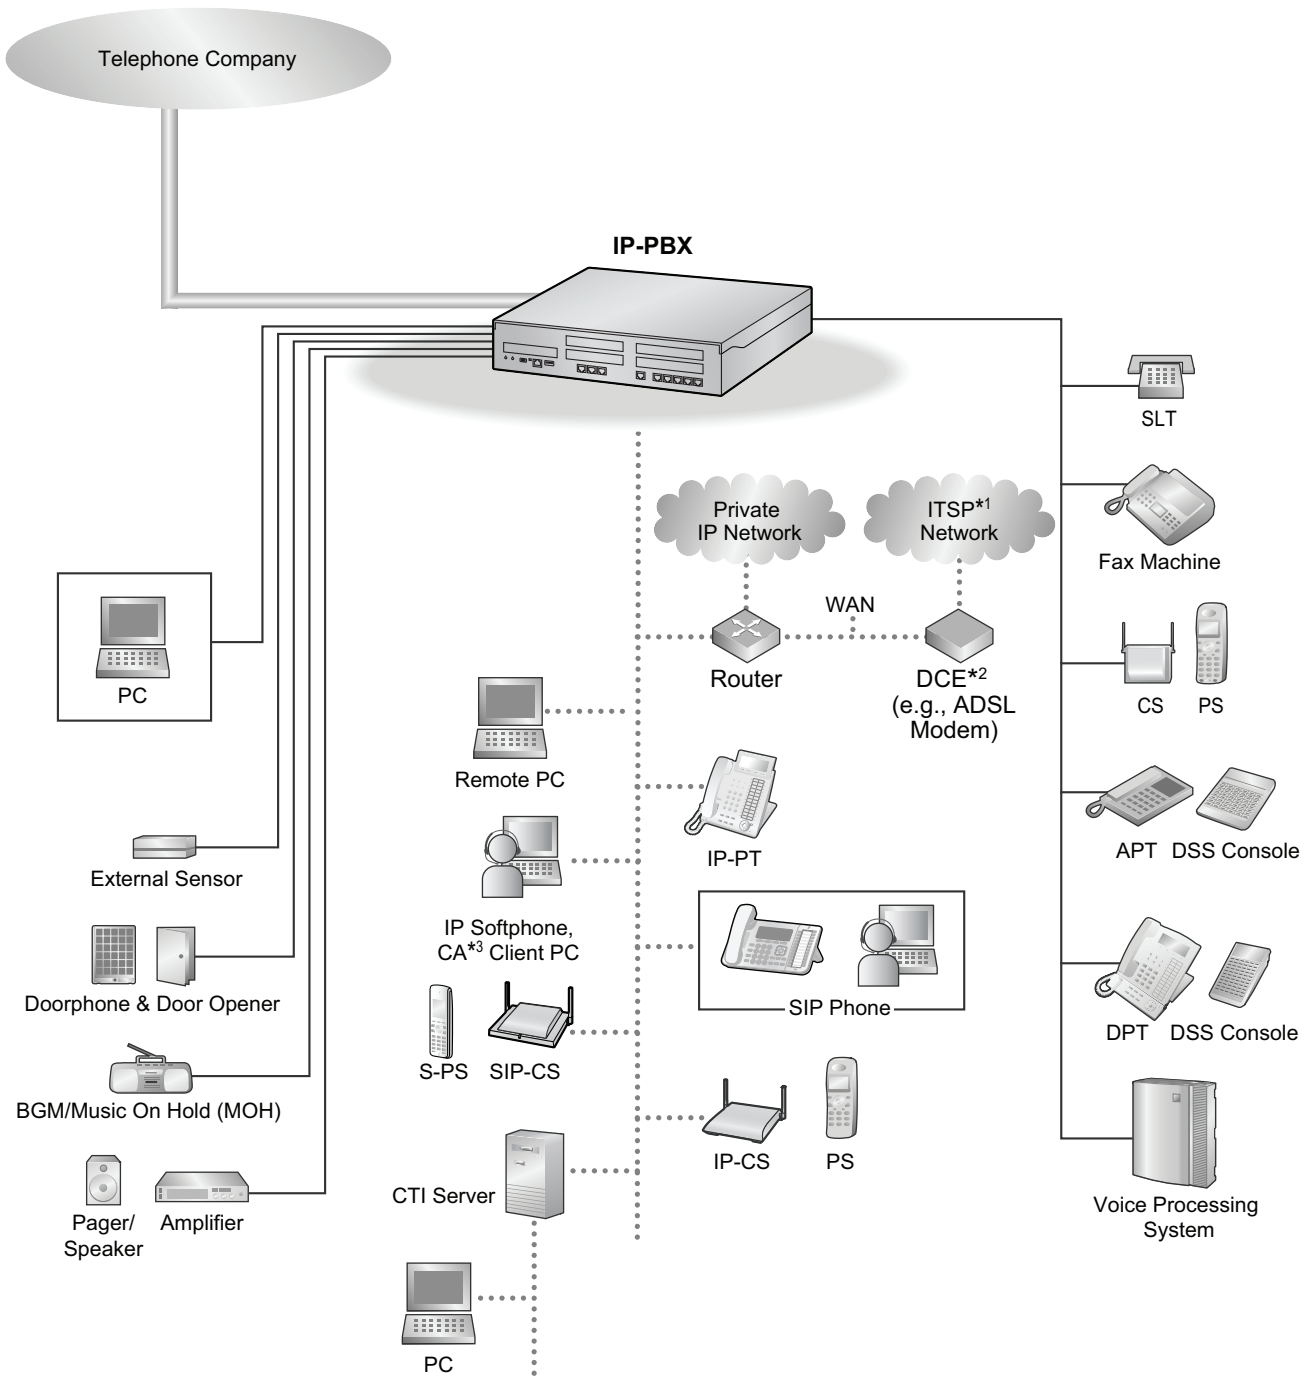 Telephone Company
IP-PBX
SLT
Private
IP Network
ITSP*1
Network
Fax Machine
WAN
PC
Router
DCE*2
(e.g., ADSL
Modem)
CS
PS
Remote PC
IP-PT
APT
DSS Console
External Sensor
IP Softphone,
CA*3 Client PC
Doorphone & Door Opener
SIP Phone
DPT
DSS Console
S-PS
SIP-CS
BGM/Music On Hold (MOH)
IP-CS
PS
CTI Server
Pager/
Speaker
Amplifier
Voice Processing
System
PC